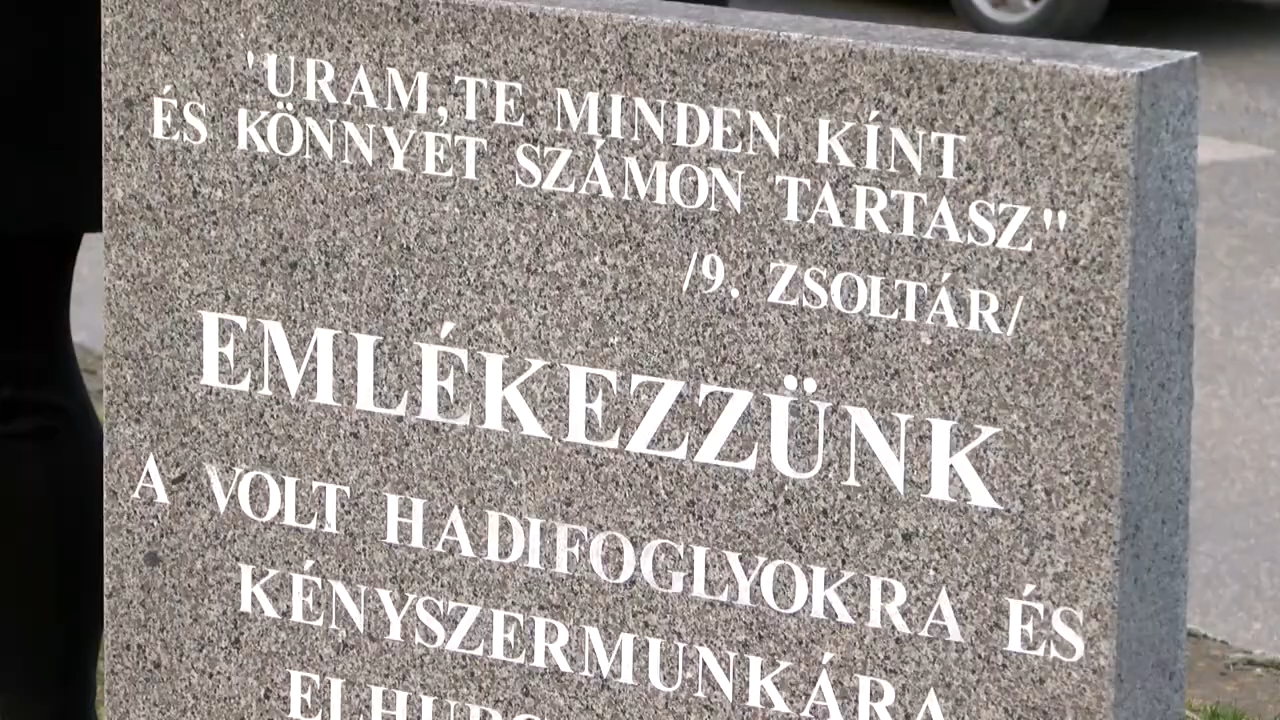 'URAM,TE MINDEN KÍNT
ÉS KÖNNYET SZÁMON TARTASZ"
/9. ZSOLTÁR/
EMLÉKEZZÜNK
A VOLT HADIFOGLYOKRA ÉS
KÉNYSZERMUNKÁRA